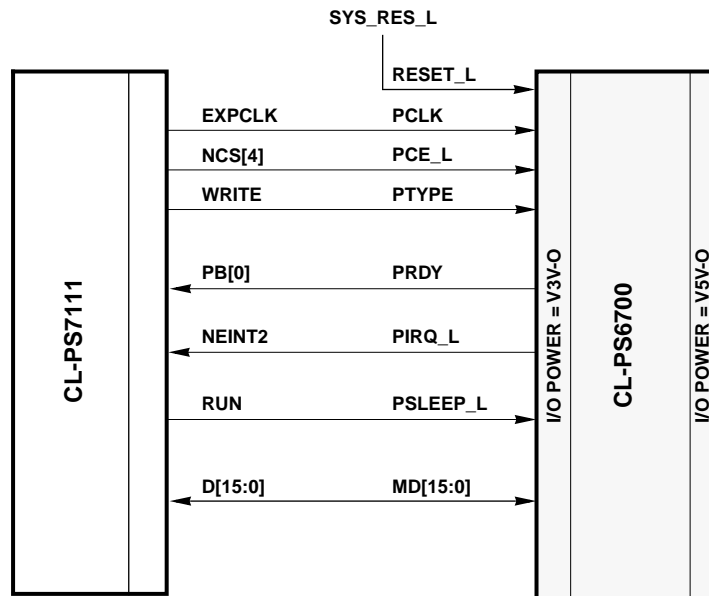 SYS_RES_L
RESET_L
EXPCLK PCLK
NCS[4] PCE_L
WRITE PTYPE
PB[0] PRDY
NEINT2 PIRQ_L
RUN PSLEEP_L
D[15:0] MD[15:0]
CL-PS7111
I/O POWER = V3V-O
CL-PS6700
I/O POWER = V5V-O